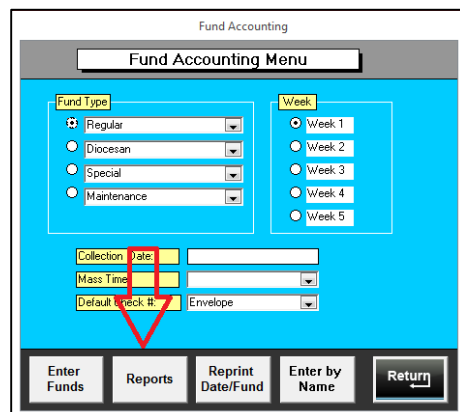 Fund Accounting
Fund Accounting Menu
Fund Type
Regular
Diocesan
Special
Maintenance
Week
Week 1
Week 2
Week 3
Week 4
Week 5
Collection Date:
Mass Time:
Default Check #: Envelope
Enter Funds
Reports
Reprint Date/Fund
Enter by Name
Return